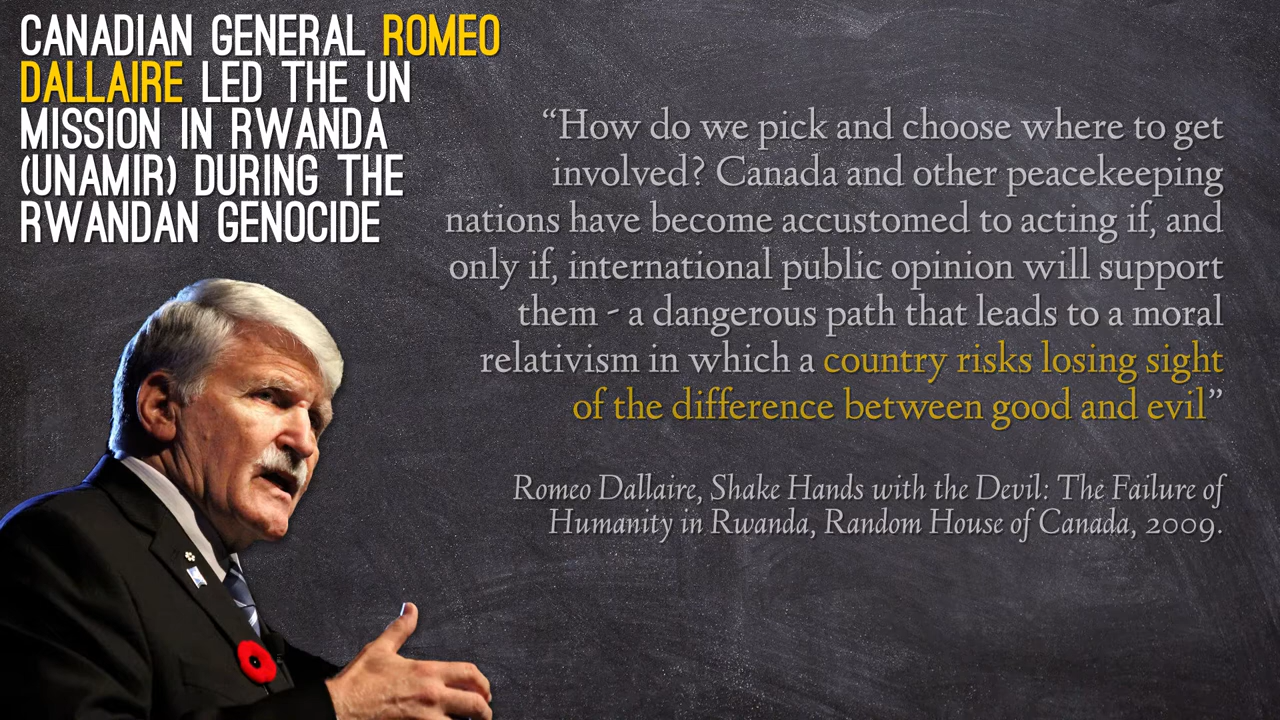 CANADIAN GENERAL ROMEO
DALLAIRE LED THE UN
MISSION IN RWANDA
(UNAMIR) DURING THE
RWANDAN GENOCIDE
“How do we pick and choose where to get
involved? Canada and other peacekeeping
nations have become accustomed to acting if, and
only if, international public opinion will support
them - a dangerous path that leads to a moral
relativism in which a country risks losing sight
of the difference between good and evil”
Romeo Dallaire, Shake Hands with the Devil: The Failure of
Humanity in Rwanda, Random House of Canada, 2009.